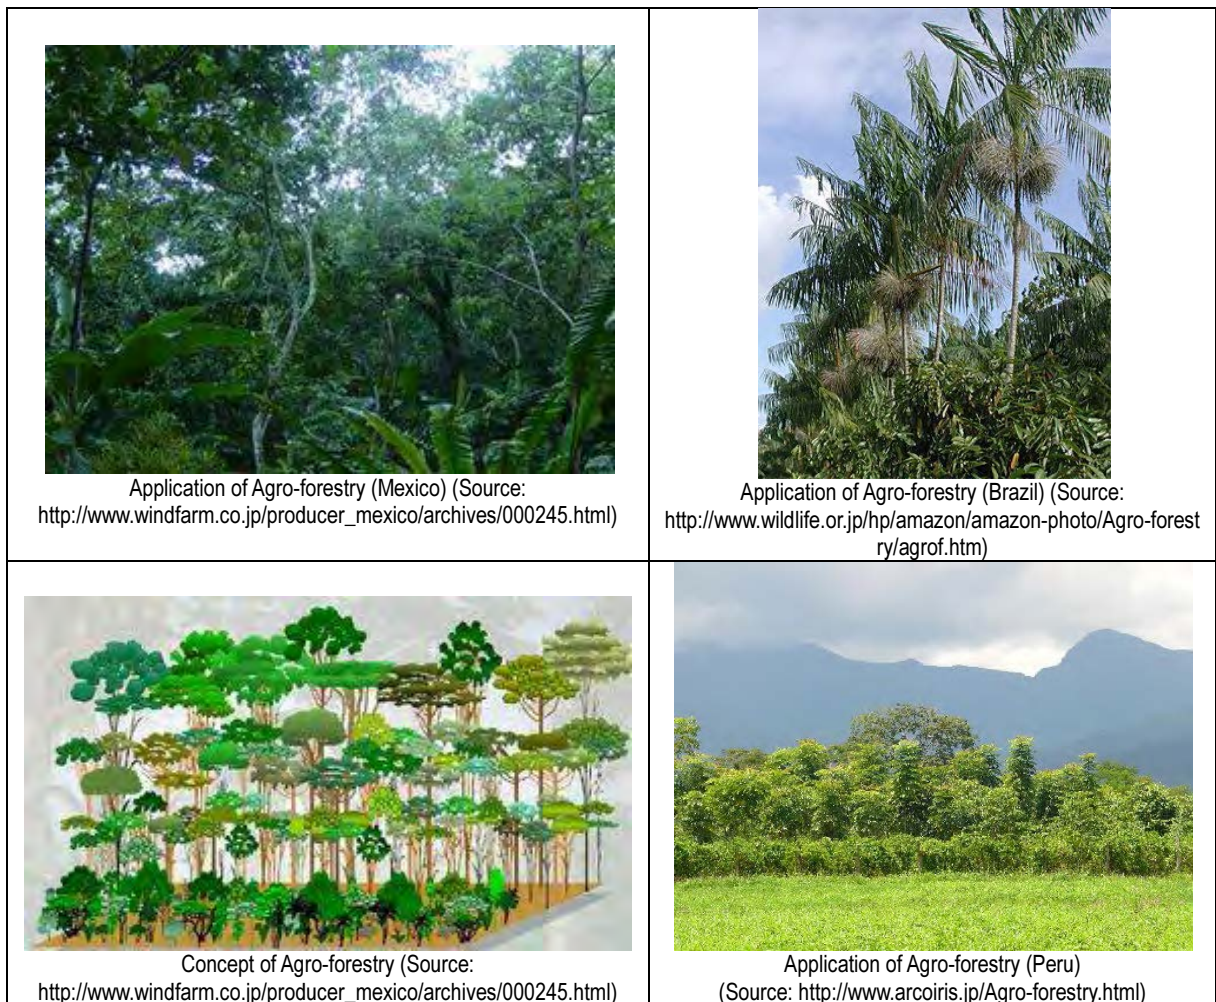 Application of Agro-forestry (Mexico) (Source:
http://www.windfarm.co.jp/producer_mexico/archives/000245.html)
Application of Agro-forestry (Brazil) (Source:
http://www.wildlife.or.jp/hp/amazon/amazon-photo/Agro-forest
ry/agrof.htm)
Concept of Agro-forestry (Source:
http://www.windfarm.co.jp/producer_mexico/archives/000245.html)
Application of Agro-forestry (Peru)
(Source: http://www.arcoiris.jp/Agro-forestry.html)